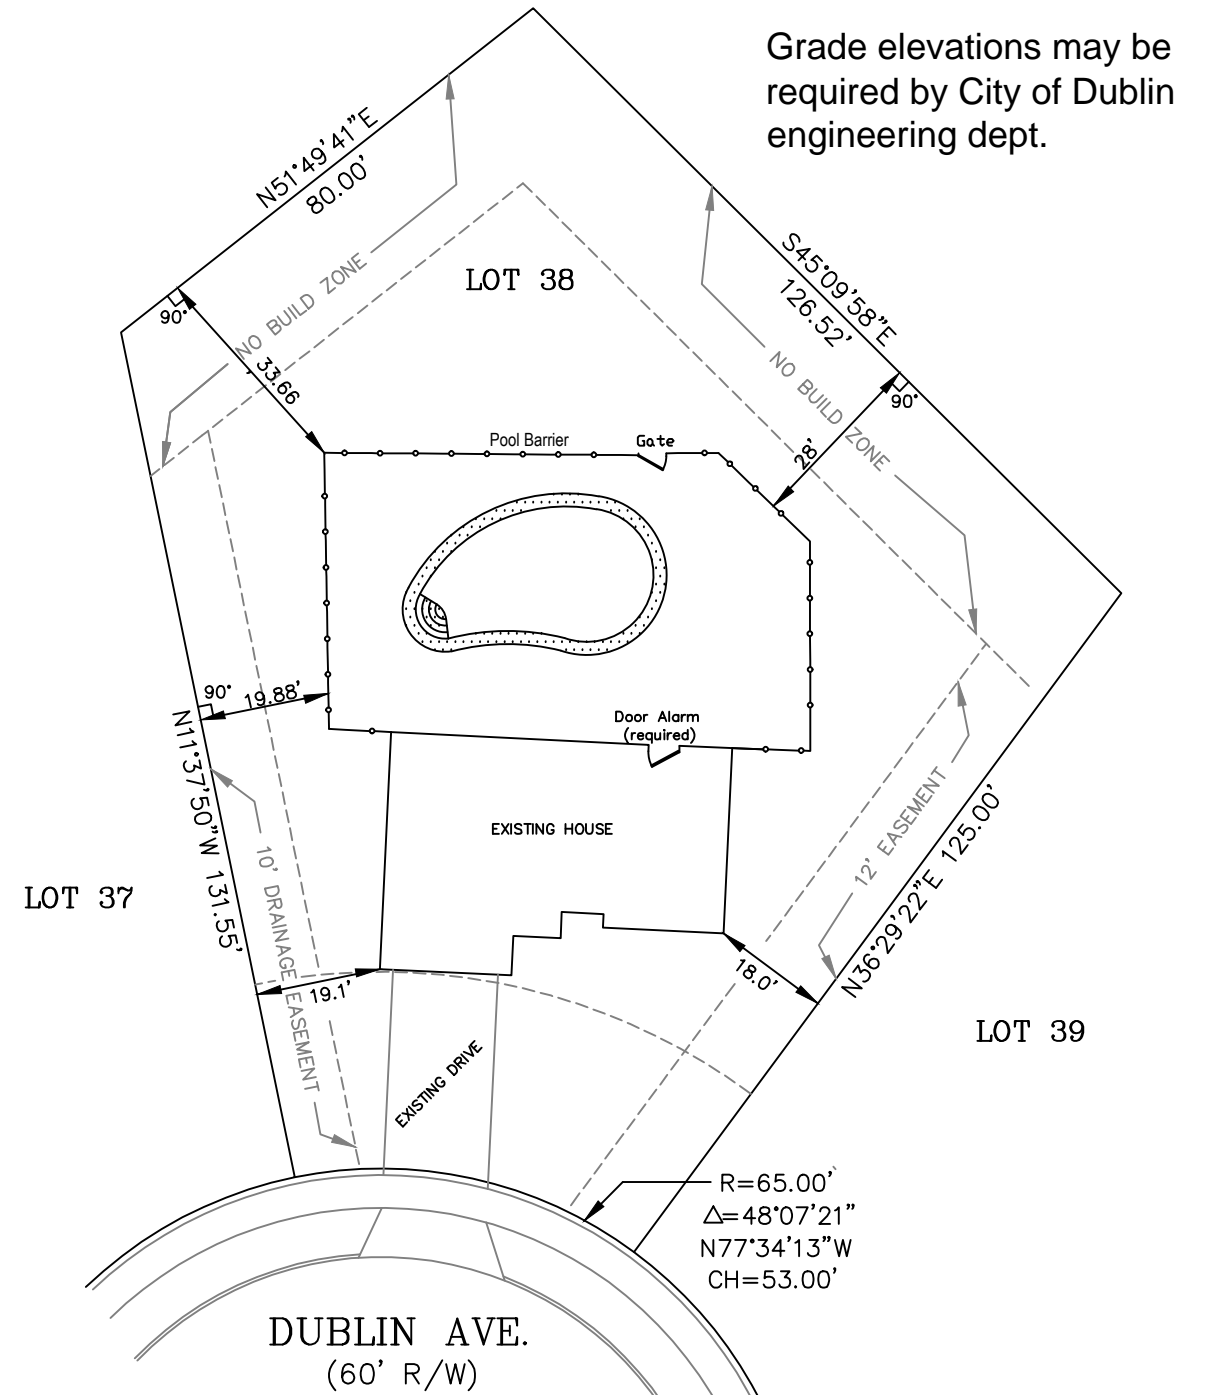 Grade elevations may be
required by City of Dublin
engineering dept.
N51°49'41"E
80.00'
S45°09'58"E
126.52'
NO BUILD ZONE
LOT 38
90°
33.66
NO BUILD ZONE
90°
28'
Pool Barrier
Gate
90°
19.88'
Door Alarm
(required)
N11°37'50"W 131.55'
EXISTING HOUSE
12' EASEMENT
N36°29'22"E 125.00'
LOT 37
10' DRAINAGE EASEMENT
19.1'
18.0'
LOT 39
EXISTING DRIVE
R=65.00'
Δ=48°07'21"
N77°34'13"W
CH=53.00'
DUBLIN AVE.
(60' R/W)